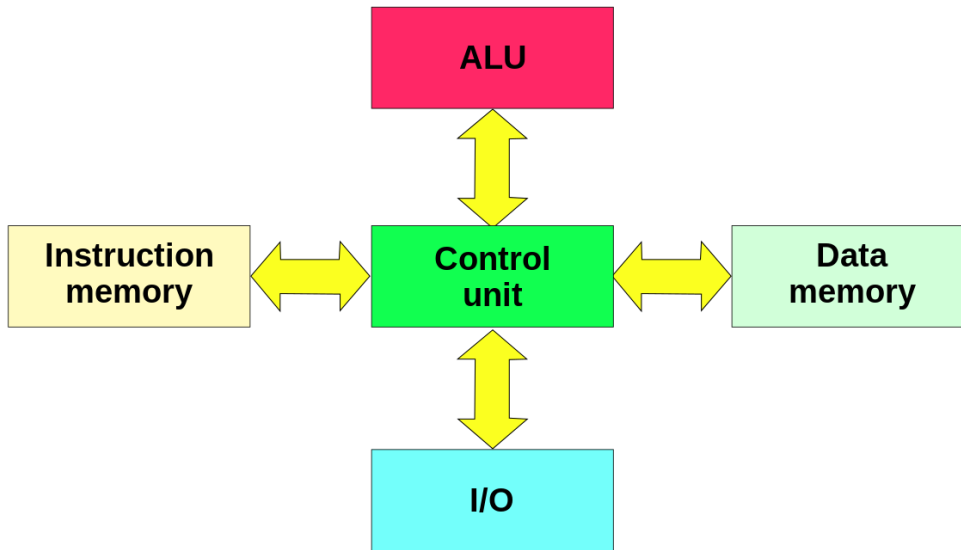 ALU
Instruction
memory
Control
unit
Data
memory
I/O